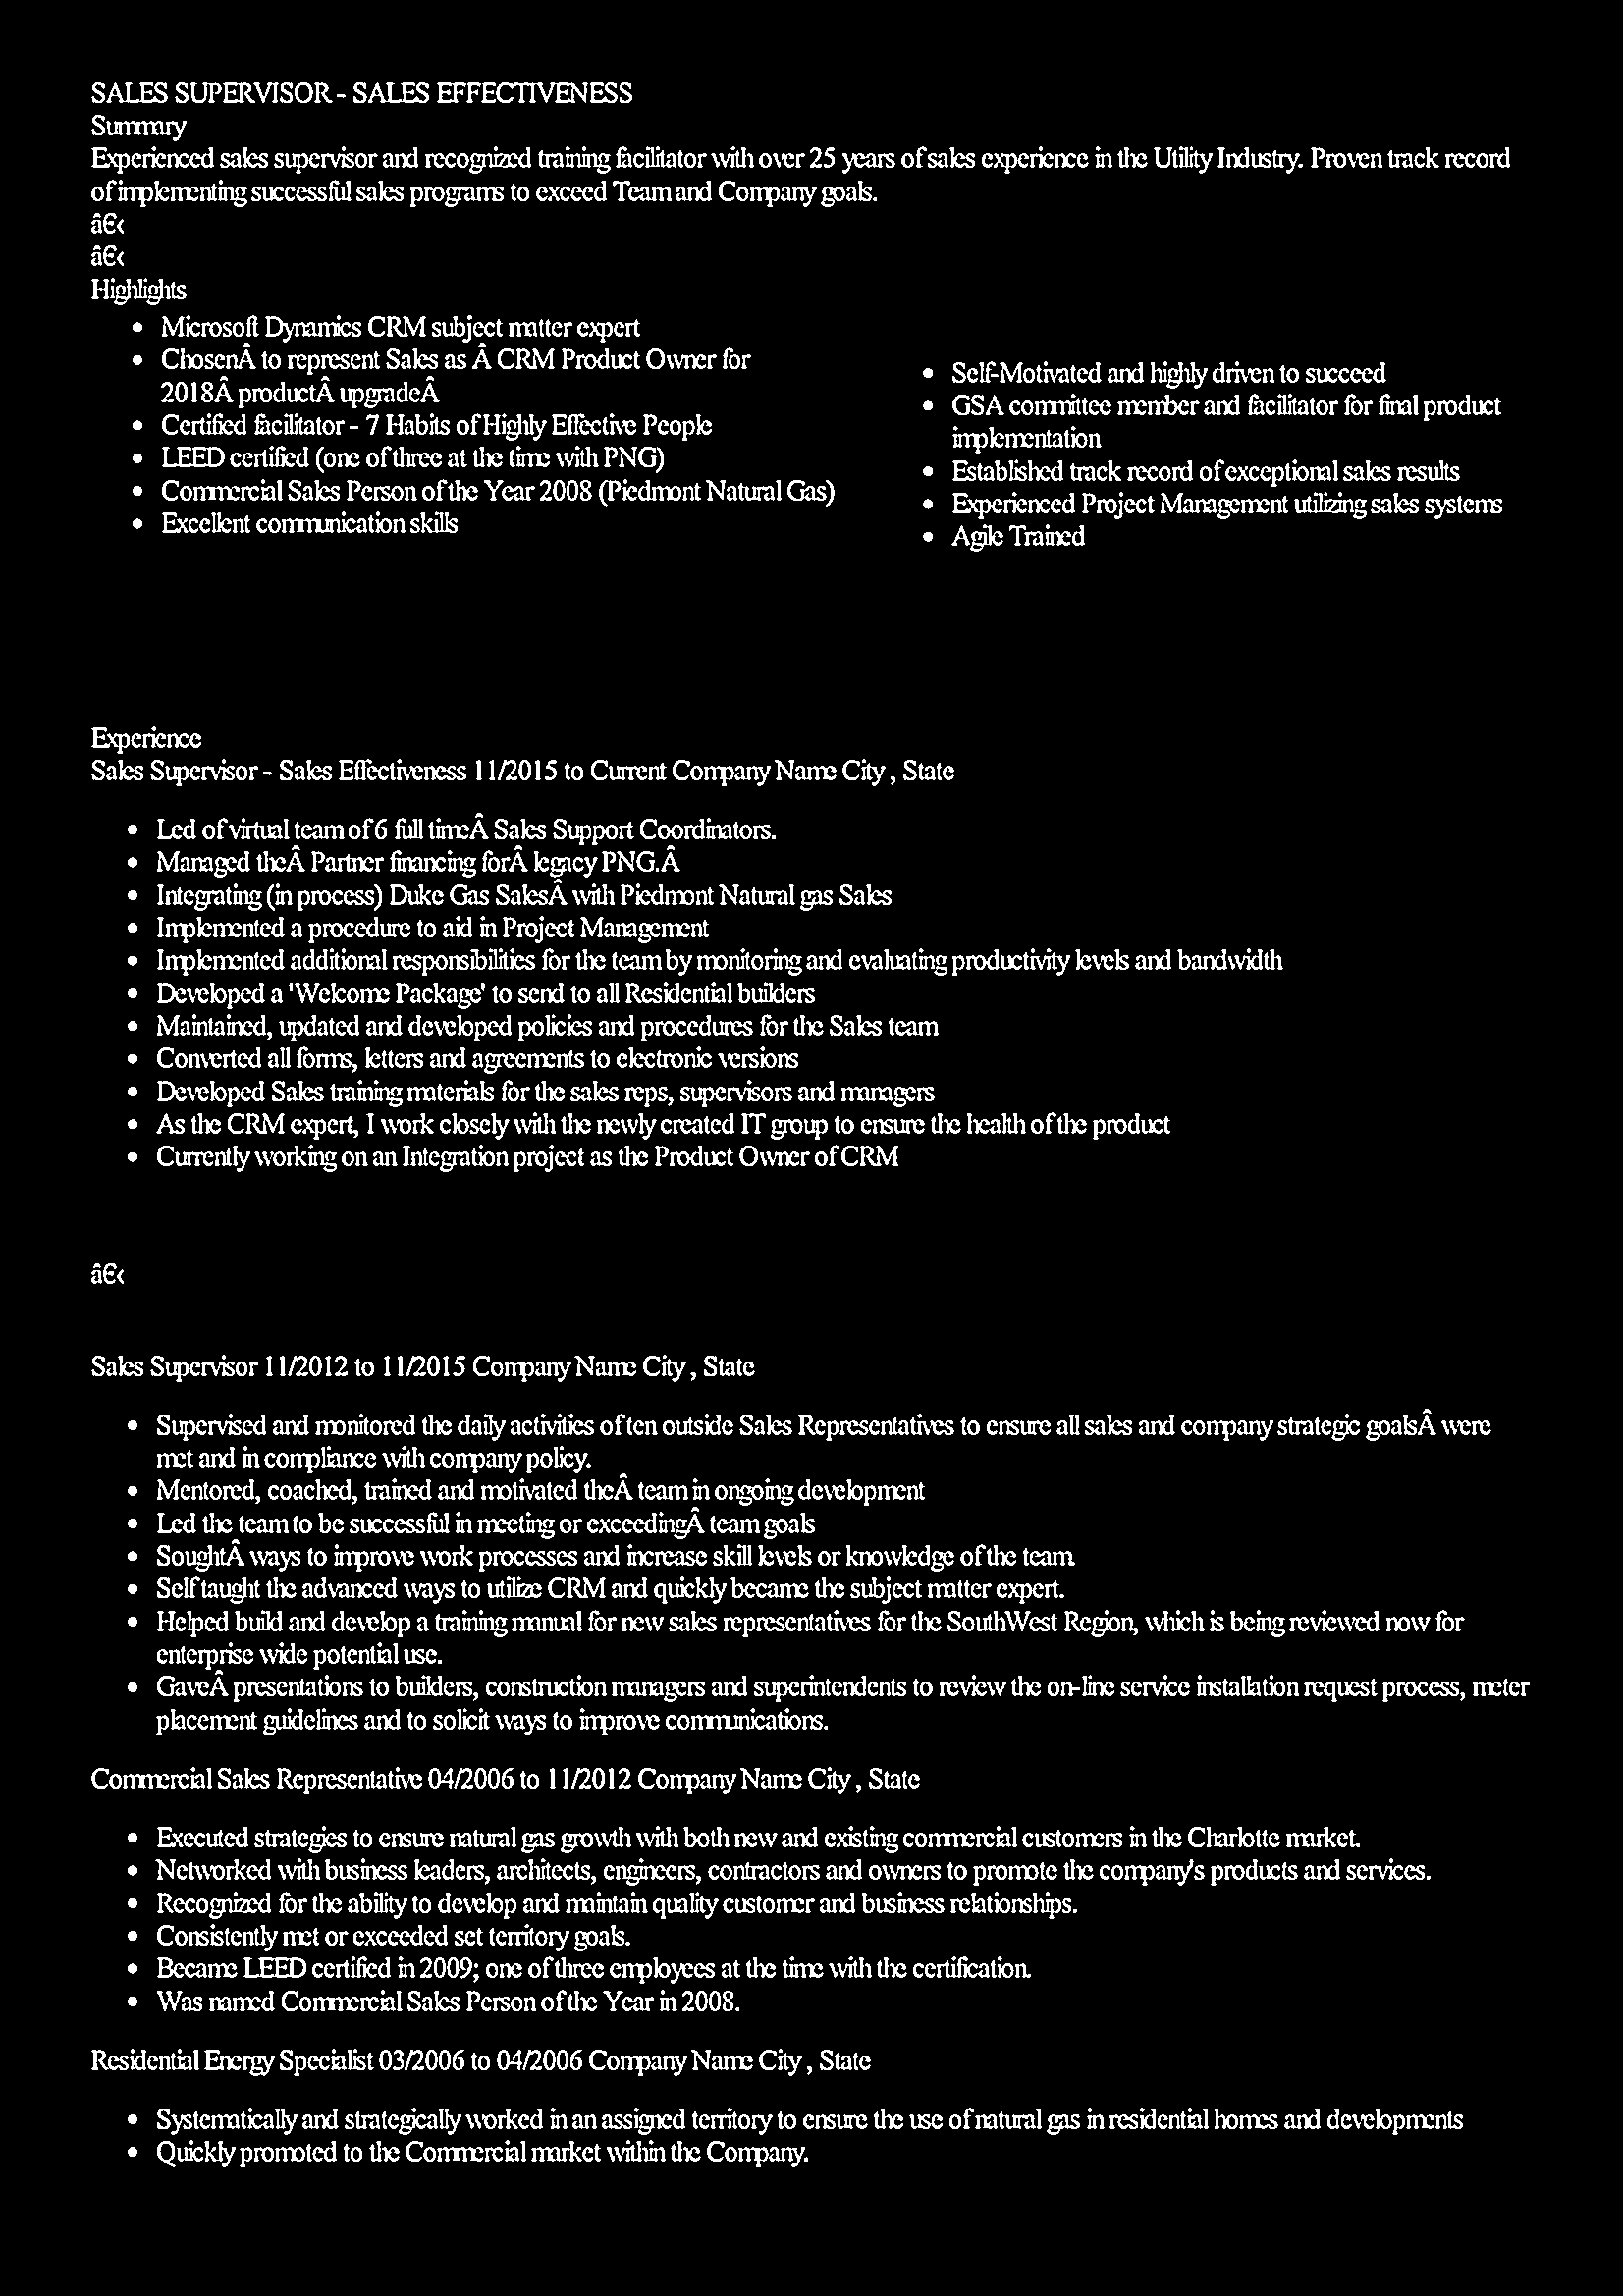 SALES SUPERVISOR - SALES EFFECTIVENESS
Summary
Experienced sales supervisor and recognized training facilitator with over 25 years of sales experience in the Utility Industry. Proven track record
of implementing successful sales programs to exceed Team and Company goals.
â€‹
â€‹
Highlights
• Microsoft Dynamics CRM subject matter expert
• ChosenÂ to represent Sales as Â CRM Product Owner for
2018Â productÂ upgradeÂ
• Certified facilitator - 7 Habits of Highly Effective People
• LEED certified (one of three at the time with PNG)
• Commercial Sales Person of the Year 2008 (Piedmont Natural Gas)
• Excellent communication skills
• Self-Motivated and highly driven to succeed
• GSA committee member and facilitator for final product
implementation
• Established track record of exceptional sales results
• Experienced Project Management utilizing sales systems
• Agile Trained
Experience
Sales Supervisor - Sales Effectiveness 11/2015 to Current Company Name City , State
• Led of virtual team of 6 full timeÂ Sales Support Coordinators.
• Managed theÂ Partner financing forÂ legacy PNG.Â
• Integrating (in process) Duke Gas SalesÂ with Piedmont Natural gas Sales
• Implemented a procedure to aid in Project Management
• Implemented additional responsibilities for the team by monitoring and evaluating productivity levels and bandwidth
• Developed a 'Welcome Package' to send to all Residential builders
• Maintained, updated and developed policies and procedures for the Sales team
• Converted all forms, letters and agreements to electronic versions
• Developed Sales training materials for the sales reps, supervisors and managers
• As the CRM expert, I work closely with the newly created IT group to ensure the health of the product
• Currently working on an Integration project as the Product Owner of CRM
â€‹
Sales Supervisor 11/2012 to 11/2015 Company Name City , State
• Supervised and monitored the daily activities of ten outside Sales Representatives to ensure all sales and company strategic goalsÂ were
met and in compliance with company policy.
• Mentored, coached, trained and motivated theÂ team in ongoing development
• Led the team to be successful in meeting or exceedingÂ team goals
• SoughtÂ ways to improve work processes and increase skill levels or knowledge of the team.
• Self taught the advanced ways to utilize CRM and quickly became the subject matter expert.
• Helped build and develop a training manual for new sales representatives for the SouthWest Region, which is being reviewed now for
enterprise wide potential use.
• GaveÂ presentations to builders, construction managers and superintendents to review the on-line service installation request process, meter
placement guidelines and to solicit ways to improve communications.
Commercial Sales Representative 04/2006 to 11/2012 Company Name City , State
• Executed strategies to ensure natural gas growth with both new and existing commercial customers in the Charlotte market.
• Networked with business leaders, architects, engineers, contractors and owners to promote the company's products and services.
• Recognized for the ability to develop and maintain quality customer and business relationships.
• Consistently met or exceeded set territory goals.
• Became LEED certified in 2009; one of three employees at the time with the certification.
• Was named Commercial Sales Person of the Year in 2008.
Residential Energy Specialist 03/2006 to 04/2006 Company Name City , State
• Systematically and strategically worked in an assigned territory to ensure the use of natural gas in residential homes and developments
• Quickly promoted to the Commercial market within the Company.